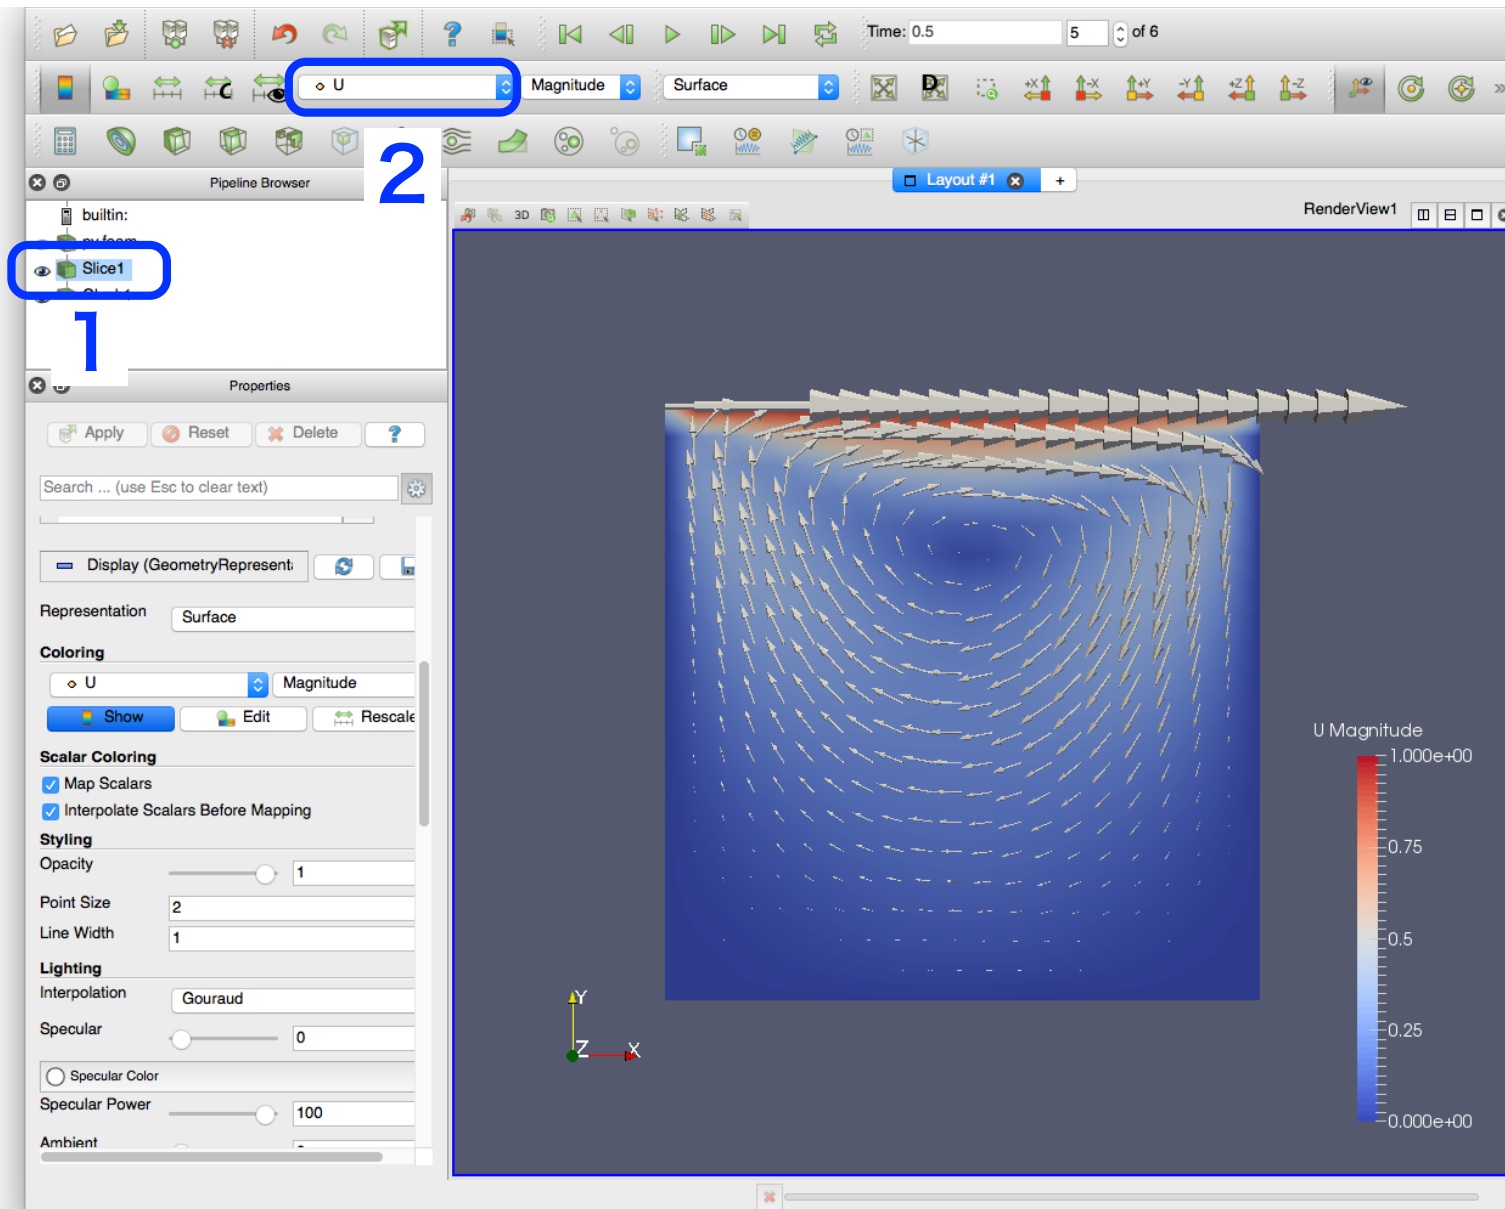 Time: 0.5 5 of 6
U Magnitude Surface
D +X -X +Y -Y +Z -Z
2
Pipeline Browser
Layout #1 +
builtin:
3D RenderView1
Slice1
1
Properties
Apply Reset Delete ?
Search ... (use Esc to clear text)
Display (GeometryRepresent
Representation Surface
Coloring
U Magnitude
Show Edit Rescale
Scalar Coloring
Map Scalars
Interpolate Scalars Before Mapping
Styling
Opacity 1
Point Size 2
Line Width 1
Lighting
Interpolation Gouraud
Specular 0
Specular Color
Specular Power 100
Ambient
U Magnitude
1.000e+00
0.75
0.5
0.25
0.000e+00
Y
Z X